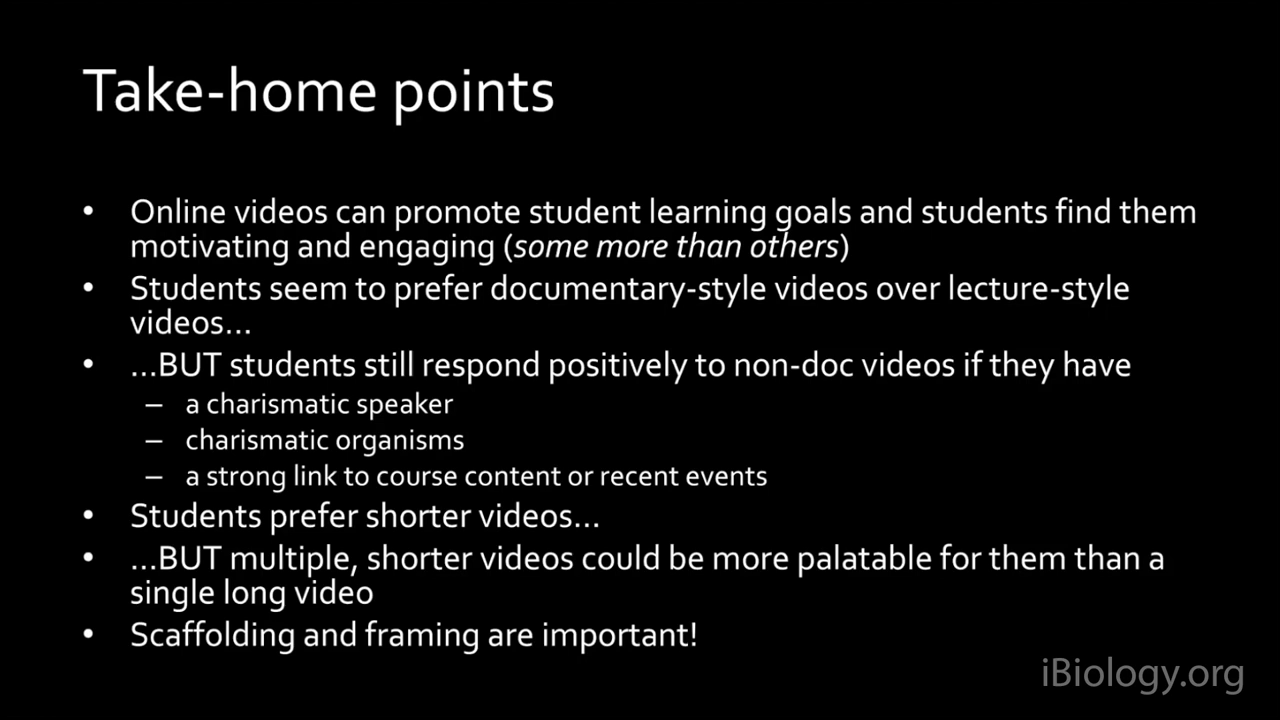 Take-home points
• Online videos can promote student learning goals and students find them
motivating and engaging (some more than others)
• Students seem to prefer documentary-style videos over lecture-style
videos...
• ...BUT students still respond positively to non-doc videos if they have
– a charismatic speaker
– charismatic organisms
– a strong link to course content or recent events
• Students prefer shorter videos...
• ...BUT multiple, shorter videos could be more palatable for them than a
single long video
• Scaffolding and framing are important!
iBiology.org